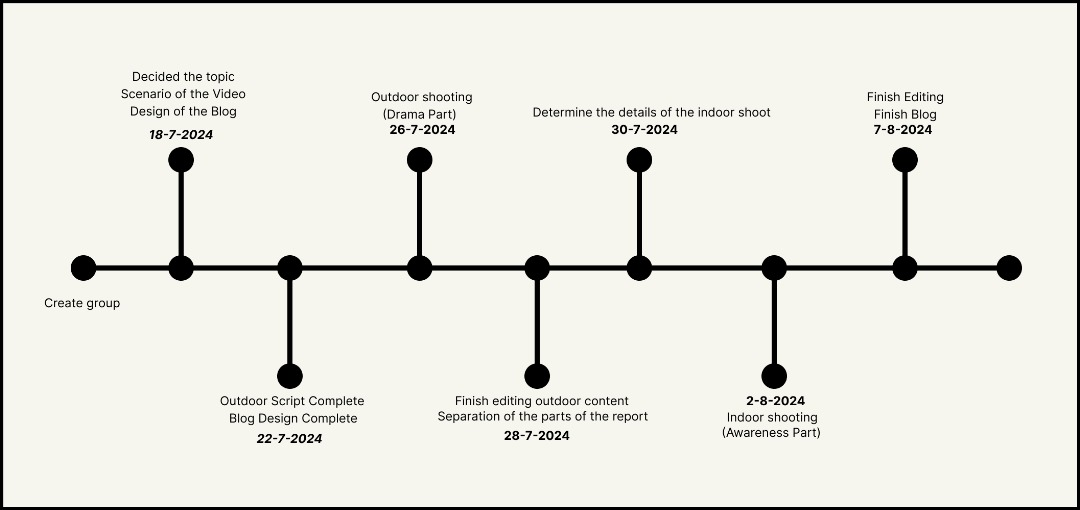 Decided the topic
Scenario of the Video
Design of the Blog
18-7-2024
Outdoor shooting
(Drama Part)
26-7-2024
Determine the details of the indoor shoot
30-7-2024
Finish Editing
Finish Blog
7-8-2024
Create group
Outdoor Script Complete
Blog Design Complete
22-7-2024
Finish editing outdoor content
Separation of the parts of the report
28-7-2024
2-8-2024
Indoor shooting
(Awareness Part)